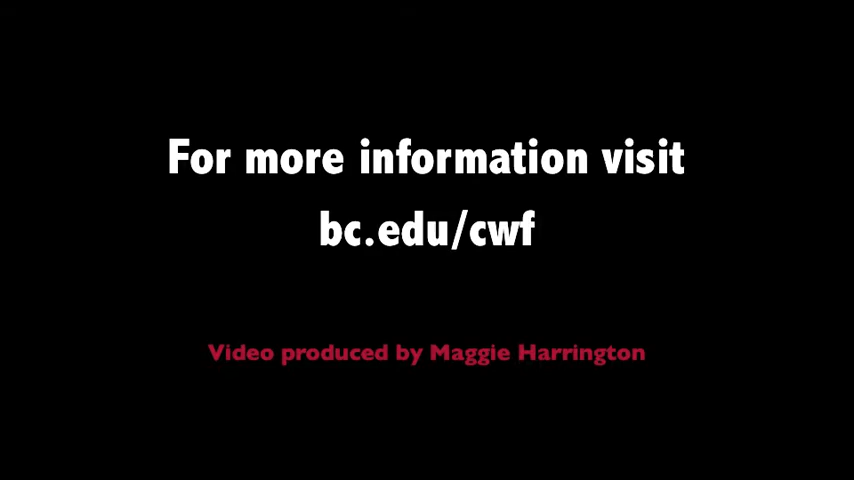 For more information visit
bc.edu/cwf
Video produced by Maggie Harrington